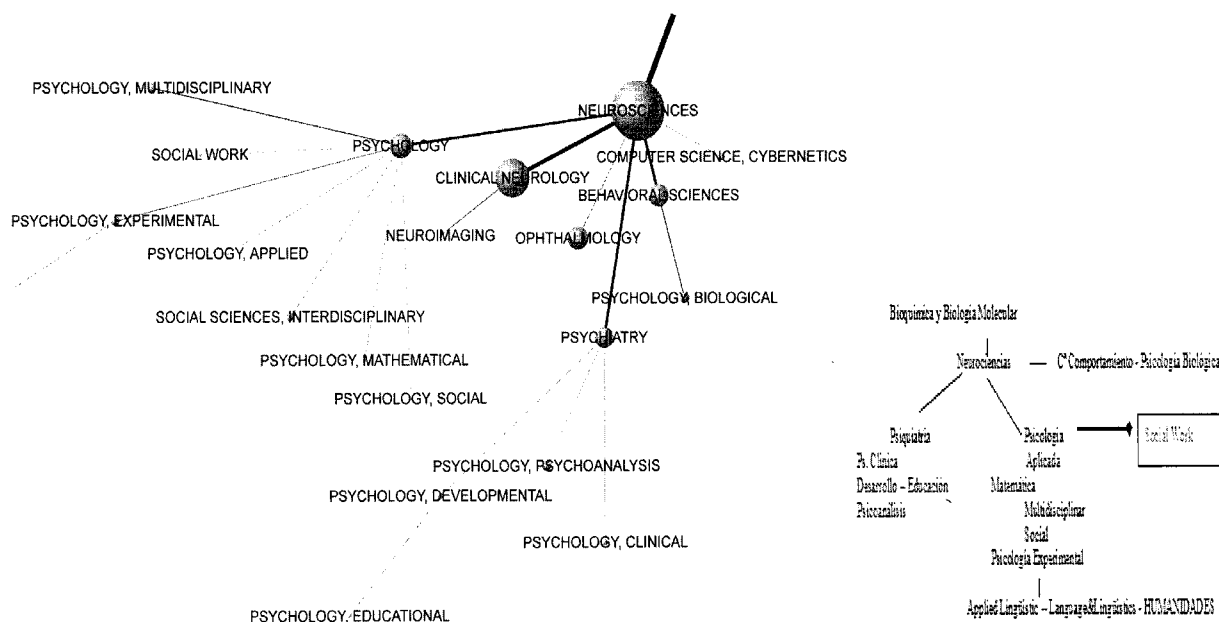 PSYCHOLOGY, MULTIDISCIPLINARY
NEUROSCIENCES
PSYCHOLOGY
SOCIAL WORK
COMPUTER SCIENCE, CYBERNETICS
CLINICAL NEUROLOGY
BEHAVIORAL SCIENCES
PSYCHOLOGY, EXPERIMENTAL
NEUROIMAGING
OPHTHALMOLOGY
PSYCHOLOGY, APPLIED
PSYCHOLOGY, BIOLOGICAL
SOCIAL SCIENCES, INTERDISCIPLINARY
PSYCHIATRY
PSYCHOLOGY, MATHEMATICAL
PSYCHOLOGY, SOCIAL
PSYCHOLOGY, PSYCHOANALYSIS
PSYCHOLOGY, DEVELOPMENTAL
PSYCHOLOGY, CLINICAL
PSYCHOLOGY, EDUCATIONAL
Bioquímica y Biología Molecular
Neurociencias
Cª Comportamiento - Psicología Biológica
Psiquiatría
Psicología
Social Work
Ps. Clínica
Aplicada
Desarrollo – Educación
Matemática
Psicoanálisis
Multidisciplinar
Social
Psicología Experimental
Applied Lingüistic – Language&Lingüistics - HUMANIDADES